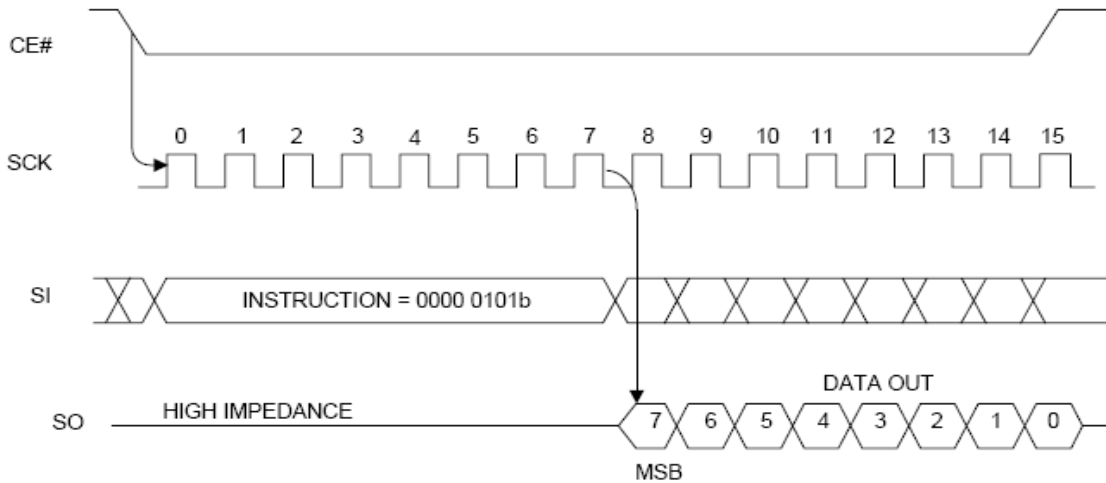 CE#
0 1 2 3 4 5 6 7 8 9 10 11 12 13 14 15
SCK
SI INSTRUCTION = 0000 0101b
DATA OUT
HIGH IMPEDANCE
SO 7 6 5 4 3 2 1 0
MSB